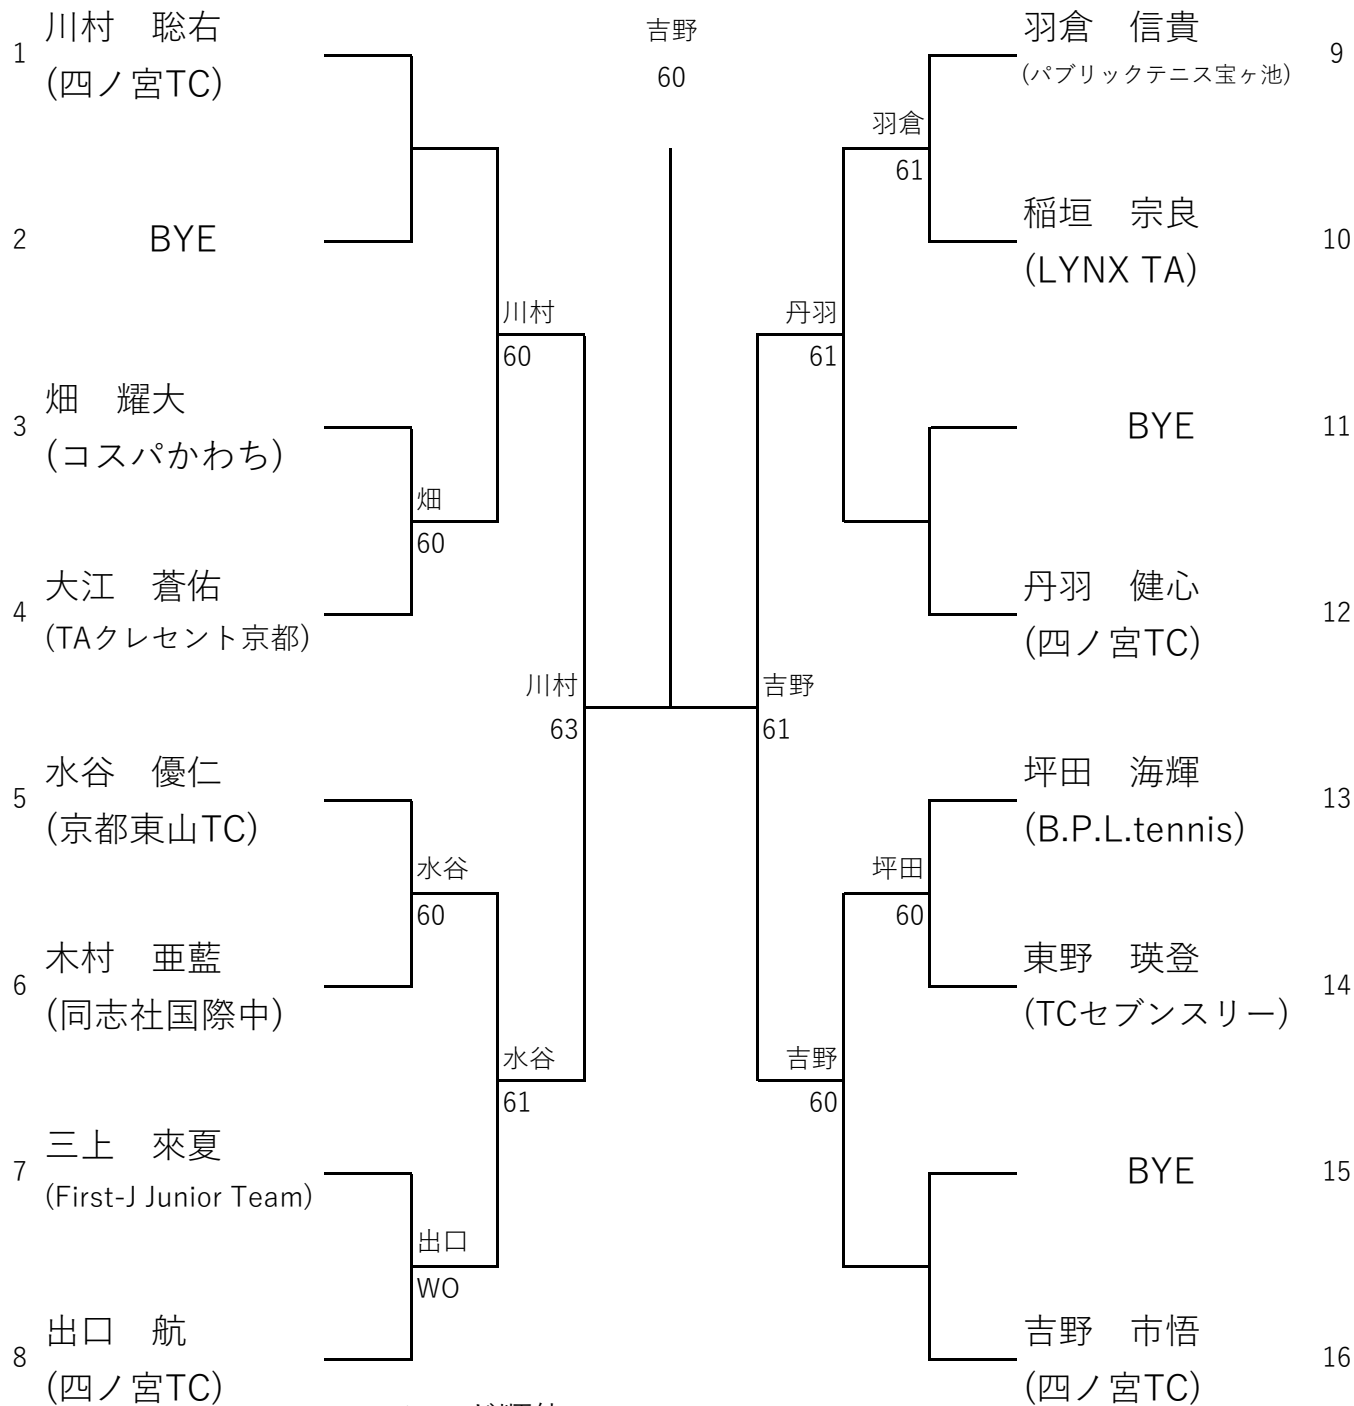 川村　聡右
1
(四ノ宮TC)
2
BYE
川村
60
畑　耀大
3
(コスパかわち)
畑
60
大江　蒼佑
4
(TAクレセント京都)
川村
63
水谷　優仁
5
(京都東山TC)
水谷
60
木村　亜藍
6
(同志社国際中)
水谷
61
三上　來夏
7
(First-J Junior Team)
出口
WO
出口　航
8
(四ノ宮TC)
吉野
60
羽倉　信貴
9
(パブリックテニス宝ヶ池)
羽倉
61
稲垣　宗良
10
(LYNX TA)
丹羽
61
BYE
11
丹羽　健心
12
(四ノ宮TC)
吉野
61
坪田　海輝
13
(B.P.L.tennis)
坪田
60
東野　瑛登
14
(TCセブンスリー)
吉野
60
BYE
15
吉野　市悟
16
(四ノ宮TC)